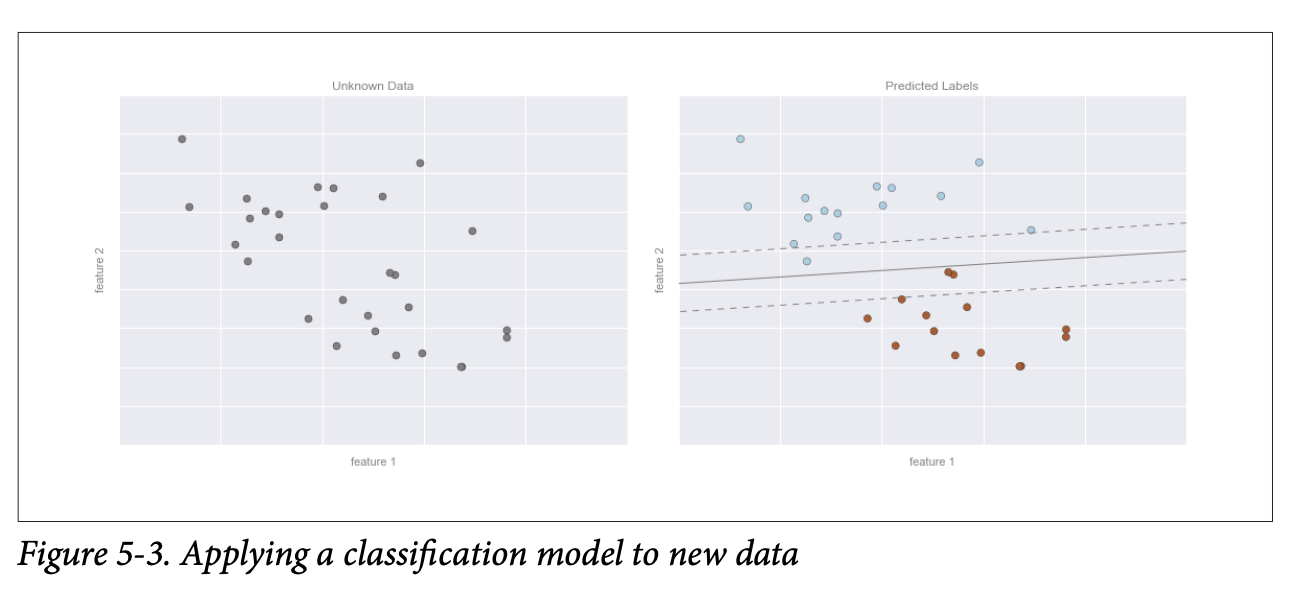 Unknown Data
feature 2
feature 1
Predicted Labels
feature 2
feature 1
Figure 5-3. Applying a classification model to new data